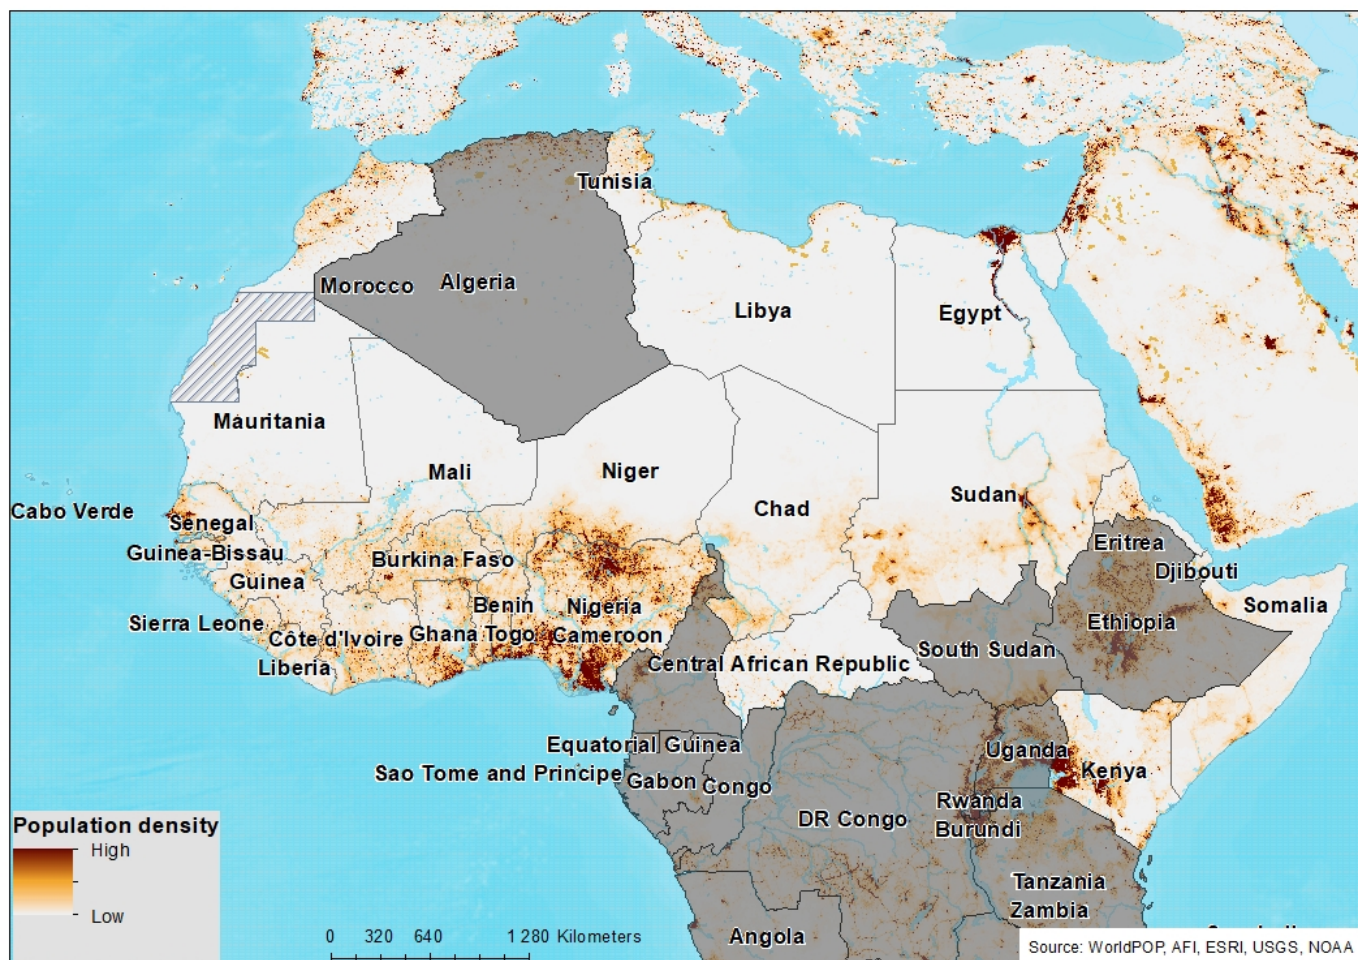 Tunisia
Morocco
Algeria
Libya
Egypt
Mauritania
Mali
Niger
Chad
Sudan
Cabo Verde
Senegal
Guinea-Bissau
Guinea
Burkina Faso
Eritrea
Djibouti
Sierra Leone
Benin
Nigeria
Somalia
Côte d'Ivoire
Ghana
Togo
Cameroon
Ethiopia
Liberia
Central African Republic
South Sudan
Equatorial Guinea
Uganda
Sao Tome and Principe
Gabon
Congo
Kenya
Rwanda
Burundi
DR Congo
Tanzania
Zambia
Angola
Population density
High
Low
0 320 640 1 280 Kilometers
Source: WorldPOP, AFI, ESRI, USGS, NOAA